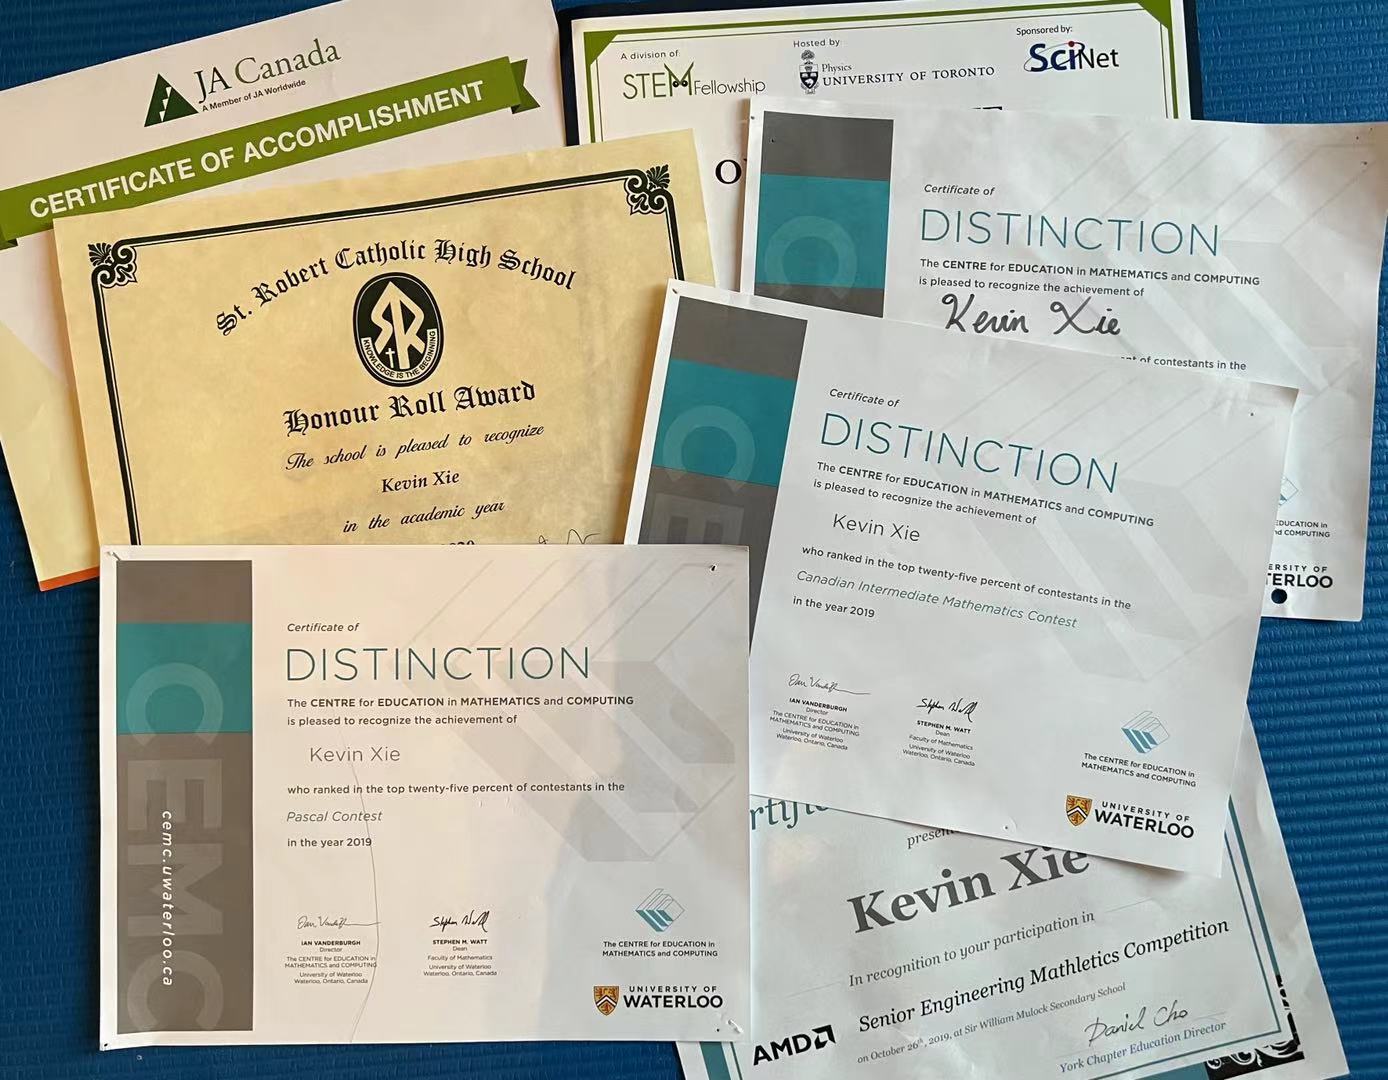 JA Canada
A Member of JA Worldwide
CERTIFICATE OF ACCOMPLISHMENT
A division of:
STEM Fellowship
Hosted by:
Physics
UNIVERSITY OF TORONTO
Sponsored by:
SciNet
St. Robert Catholic High School
SR
KNOWLEDGE IS THE BEGINNING
Honour Roll Award
The school is pleased to recognize
Kevin Xie
in the academic year
Certificate of
DISTINCTION
The CENTRE for EDUCATION in MATHEMATICS and COMPUTING
is pleased to recognize the achievement of
Kevin Xie
of contestants in the
EDUCATION in
COMPUTING
Certificate of
DISTINCTION
The CENTRE for EDUCATION in MATHEMATICS and COMPUTING
is pleased to recognize the achievement of
Kevin Xie
who ranked in the top twenty-five percent of contestants in the
Canadian Intermediate Mathematics Contest
in the year 2019
IAN VANDERBURGH
Director
The CENTRE for EDUCATION in
MATHEMATICS and COMPUTING
University of Waterloo
Waterloo, Ontario, Canada
STEPHEN M. WATT
Dean
Faculty of Mathematics
University of Waterloo
Waterloo, Ontario, Canada
The CENTRE for EDUCATION in
MATHEMATICS and COMPUTING
UNIVERSITY OF
WATERLOO
CEMC
cemc.uwaterloo.ca
Certificate of
DISTINCTION
The CENTRE for EDUCATION in MATHEMATICS and COMPUTING
is pleased to recognize the achievement of
Kevin Xie
who ranked in the top twenty-five percent of contestants in the
Pascal Contest
in the year 2019
IAN VANDERBURGH
Director
The CENTRE for EDUCATION in
MATHEMATICS and COMPUTING
University of Waterloo
Waterloo, Ontario, Canada
STEPHEN M. WATT
Dean
Faculty of Mathematics
University of Waterloo
Waterloo, Ontario, Canada
The CENTRE for EDUCATION in
MATHEMATICS and COMPUTING
UNIVERSITY OF
WATERLOO
Kevin Xie
In recognition to your participation in
Senior Engineering Mathletics Competition
on October 26th, 2019, at Sir William Mulock Secondary School
AMD
Daniel Cho
York Chapter Education Director